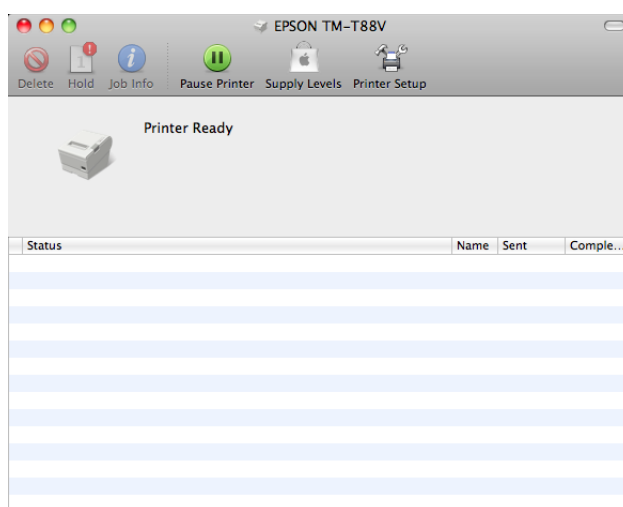 EPSON TM-T88V
Delete Hold Job Info Pause Printer Supply Levels Printer Setup
Printer Ready
Status Name Sent Comple...